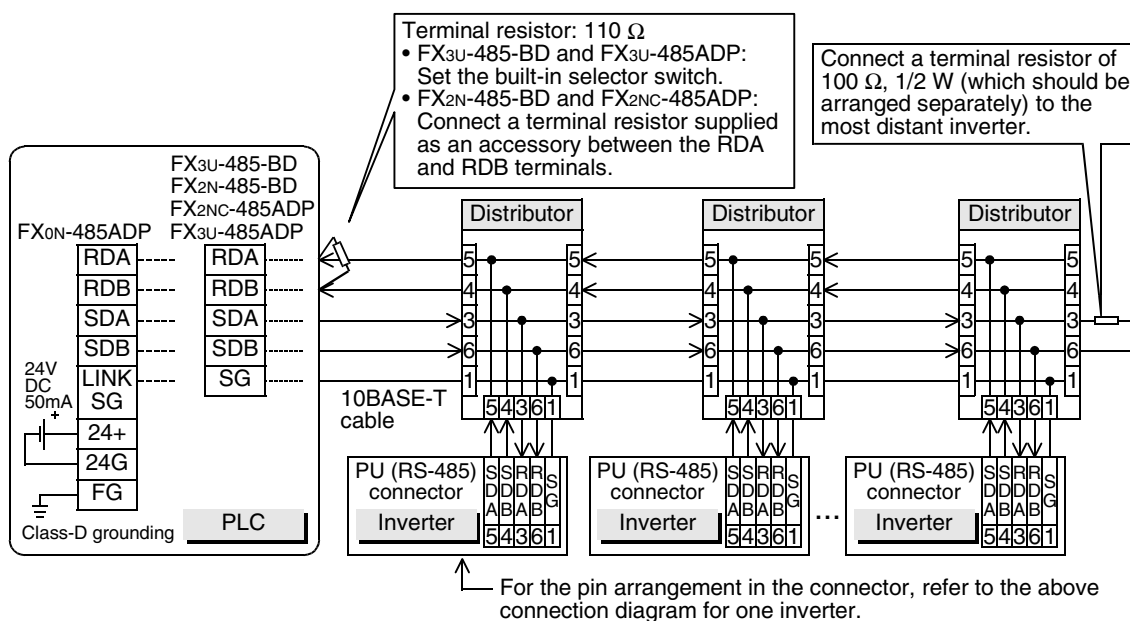 Terminal resistor: 110 Ω
• FX3U-485-BD and FX3U-485ADP:
Set the built-in selector switch.
• FX2N-485-BD and FX2NC-485ADP:
Connect a terminal resistor supplied
as an accessory between the RDA
and RDB terminals.
Connect a terminal resistor of
100 Ω, 1/2 W (which should be
arranged separately) to the
most distant inverter.
FX3U-485-BD
FX2N-485-BD
FX2NC-485ADP
FX0N-485ADP FX3U-485ADP
RDA RDA
RDB RDB
SDA SDA
SDB SDB
LINK SG
SG
24+
24G
FG
24V
DC
50mA
+
Class-D grounding
PLC
10BASE-T
cable
Distributor Distributor Distributor
5 5 5 5 5 5
4 4 4 4 4 4
3 3 3 3 3 3
6 6 6 6 6 6
1 1 1 1 1 1
5 4 3 6 1 5 4 3 6 1 5 4 3 6 1
PU (RS-485)
connector
Inverter
SDA SDB RDA RDB SG
5 4 3 6 1
PU (RS-485)
connector
Inverter
SDA SDB RDA RDB SG
5 4 3 6 1
...
PU (RS-485)
connector
Inverter
SDA SDB RDA RDB SG
5 4 3 6 1
For the pin arrangement in the connector, refer to the above
connection diagram for one inverter.